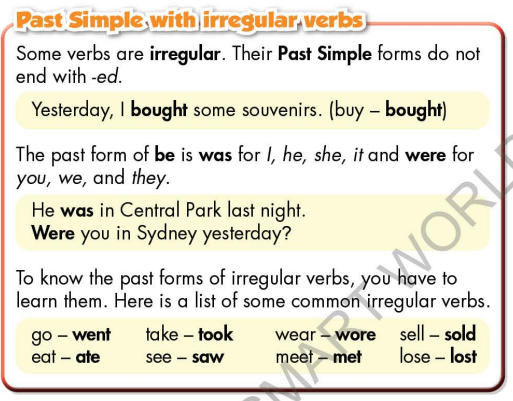 Past Simple with irregular verbs
Some verbs are irregular. Their Past Simple forms do not
end with -ed.
Yesterday, I bought some souvenirs. (buy – bought)
The past form of be is was for I, he, she, it and were for
you, we, and they.
He was in Central Park last night.
Were you in Sydney yesterday?
To know the past forms of irregular verbs, you have to
learn them. Here is a list of some common irregular verbs.
go – went take – took wear – wore sell – sold
eat – ate see – saw meet – met lose – lost
SMART WORLD